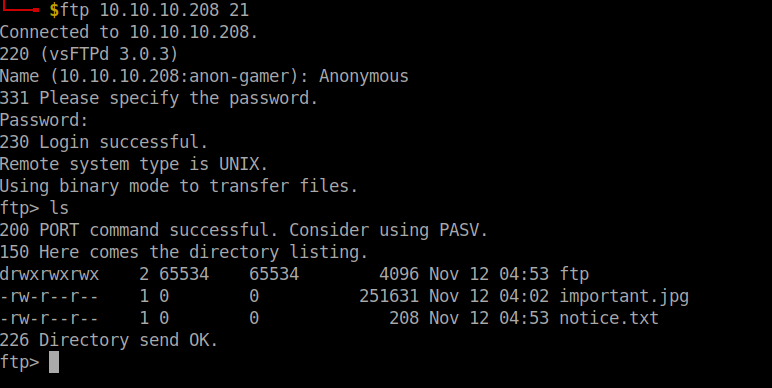 $ftp 10.10.10.208 21
Connected to 10.10.10.208.
220 (vsFTPd 3.0.3)
Name (10.10.10.208:anon-gamer): Anonymous
331 Please specify the password.
Password:
230 Login successful.
Remote system type is UNIX.
Using binary mode to transfer files.
ftp> ls
200 PORT command successful. Consider using PASV.
150 Here comes the directory listing.
drwxrwxrwx    2 65534    65534        4096 Nov 12 04:53 ftp
-rw-r--r--    1 0        0          251631 Nov 12 04:02 important.jpg
-rw-r--r--    1 0        0             208 Nov 12 04:53 notice.txt
226 Directory send OK.
ftp>